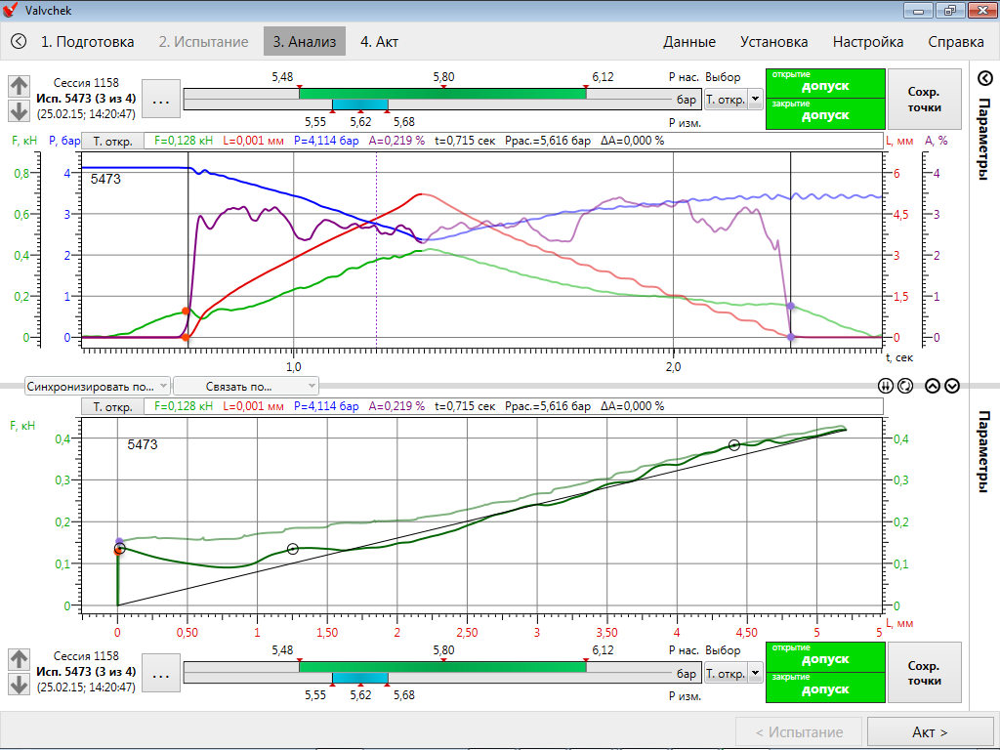 Valvchek
1. Подготовка 2. Испытание 3. Анализ 4. Акт Данные Установка Настройка Справка
Сессия 1158
Исп. 5473 (3 из 4)
(25.02.15; 14:20:47)
...
5,48 5,80 6,12 P нас.
бар
5,55 5,62 5,68 P изм.
Выбор
Т. откр.
открытие
допуск
закрытие
допуск
Сохр.
точки
Параметры
F, кН P, бар Т. откр. F=0,128 кН L=0,001 мм P=4,114 бар A=0,219 % t=0,715 сек Pрас.=5,616 бар ΔA=0,000 % L, мм A, %
5473
0,8 4 6 4
0,6 3 4,5 3
0,4 2 3 2
0,2 1 1,5 1
0 0 0 0
1,0 2,0 t, сек
Синхронизировать по... Связать по...
Т. откр. F=0,128 кН L=0,001 мм P=4,114 бар A=0,219 % t=0,715 сек Pрас.=5,616 бар ΔA=0,000 %
F, кН
5473
0,4 0,4
0,3 0,3
0,2 0,2
0,1 0,1
0 0
L, мм
0 0,50 1 1,50 2 2,50 3 3,50 4 4,50 5 5
Параметры
Сессия 1158
Исп. 5473 (3 из 4)
(25.02.15; 14:20:47)
...
5,48 5,80 6,12 P нас.
бар
5,55 5,62 5,68 P изм.
Выбор
Т. откр.
открытие
допуск
закрытие
допуск
Сохр.
точки
< Испытание Акт >